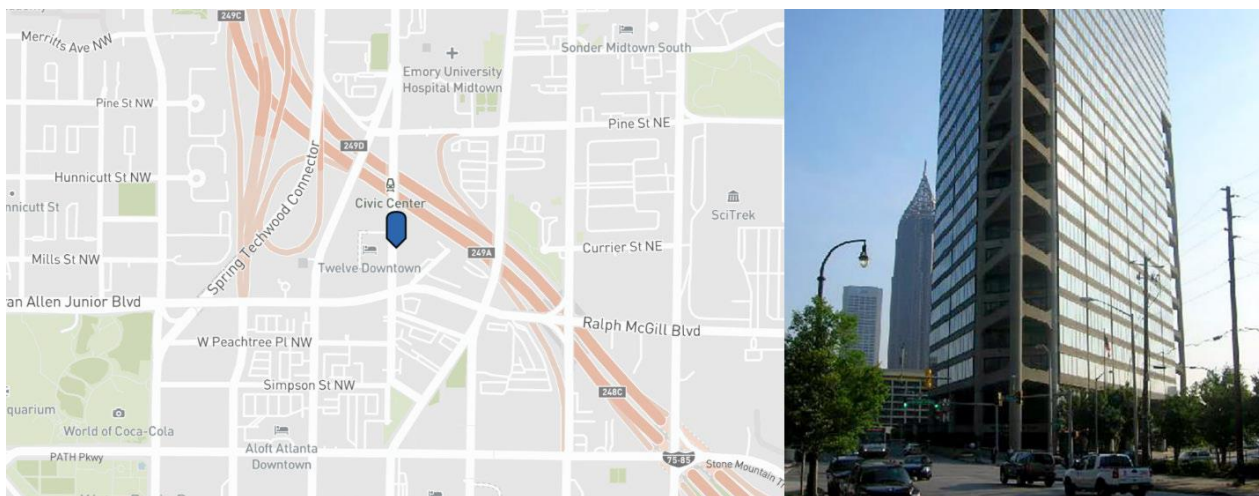 249C
Merritts Ave NW
Sonder Midtown South
Emory University
Hospital Midtown
Pine St NW
Pine St NE
249D
Hunnicutt St NW
Civic Center
SciTrek
nnicutt St
Spring Techwood Connector
249A
Currier St NE
Mills St NW
Twelve Downtown
an Allen Junior Blvd
Ralph McGill Blvd
W Peachtree Pl NW
Simpson St NW
248C
quarium
World of Coca-Cola
Aloft Atlanta
Downtown
PATH Pkwy
75-85
Stone Mountain T